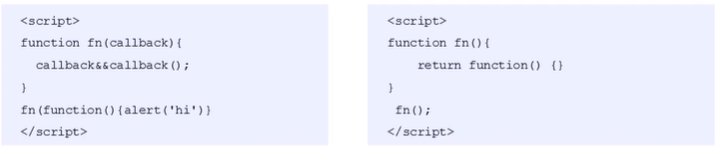 <script>
function fn(callback){
callback&&callback();
}
fn(function(){alert('hi')}
</script>
<script>
function fn(){
return function() {}
}
fn();
</script>